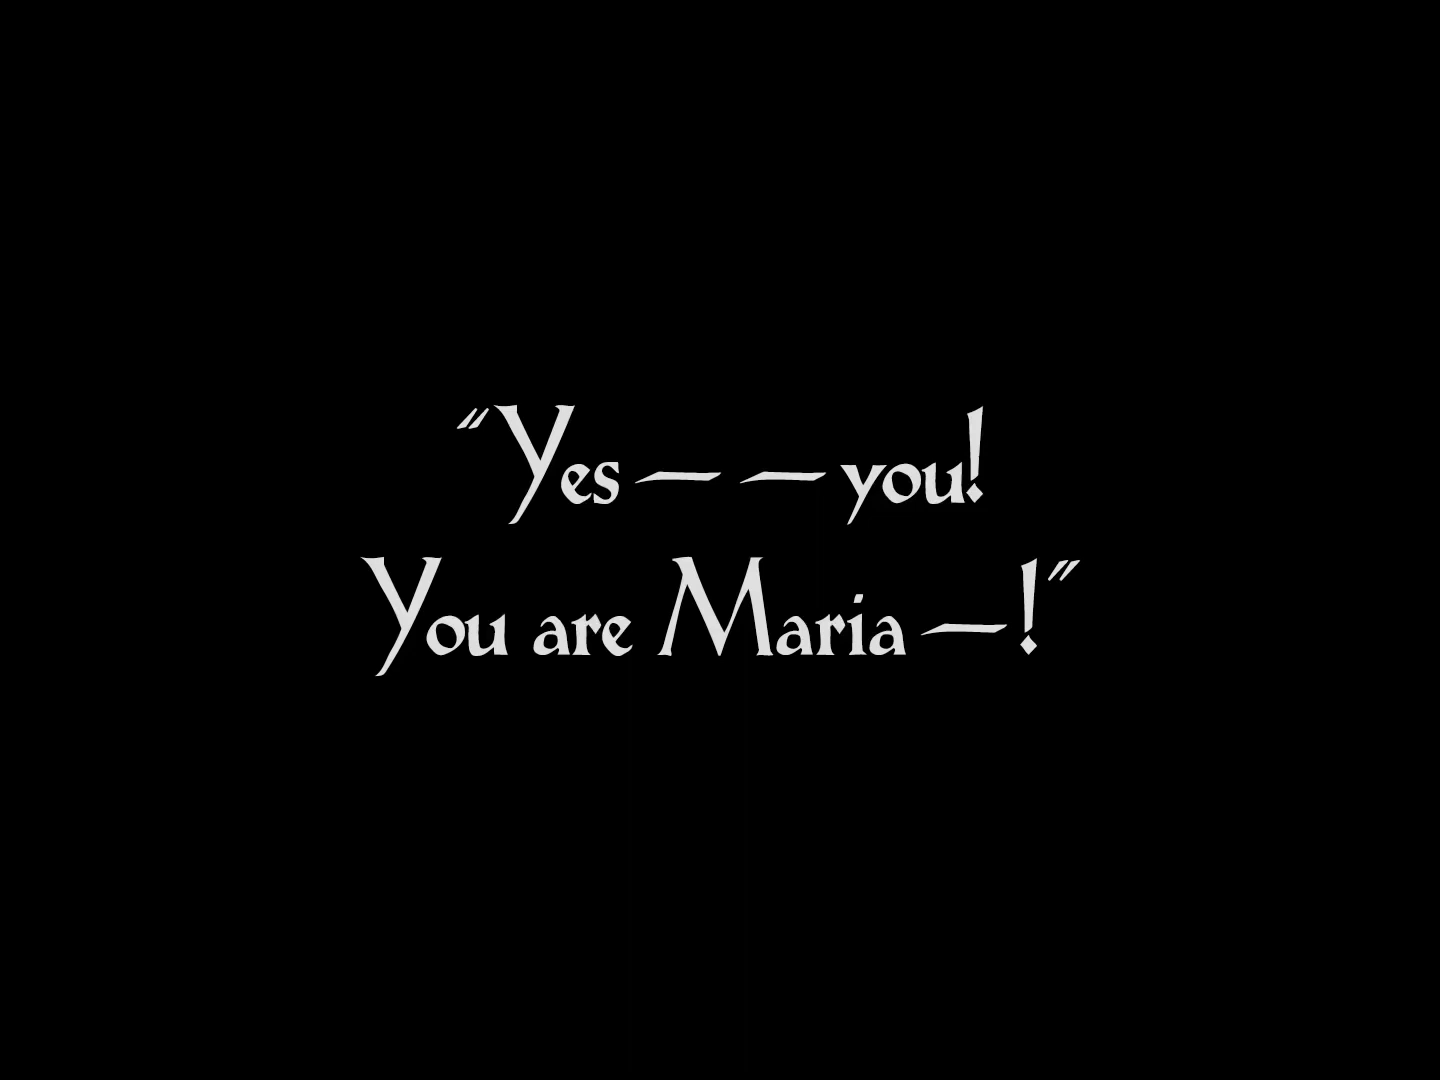 “Yes — — you!
You are Maria —!”